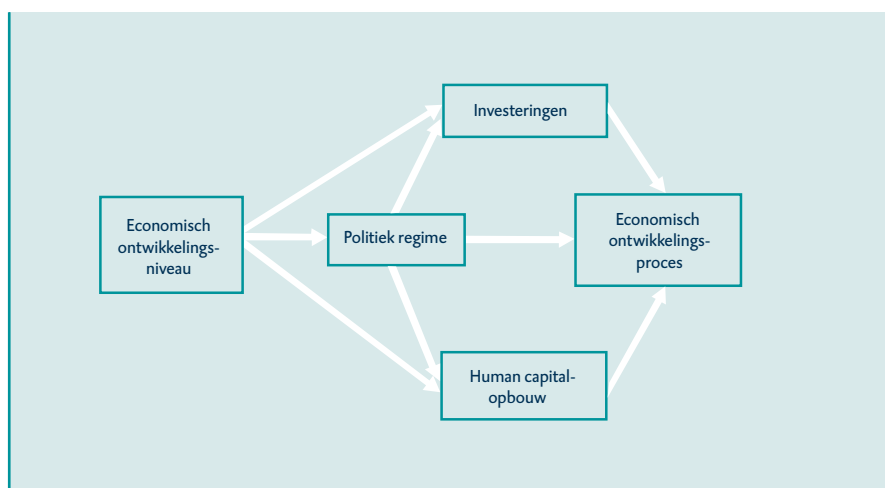 Investeringen
Economisch
ontwikkelings-
niveau
Politiek regime
Economisch
ontwikkelings-
proces
Human capital-
opbouw